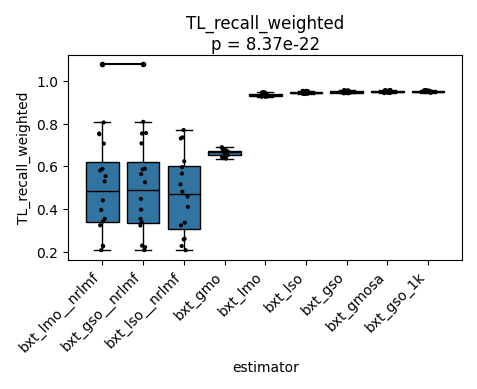 TL_recall_weighted
p = 8.37e-22
TL_recall_weighted
1.0
0.8
0.6
0.4
0.2
bxt_lmo__nrlmf
bxt_gso__nrlmf
bxt_lso__nrlmf
bxt_gmo
bxt_lmo
bxt_lso
bxt_gso
bxt_gmosa
bxt_gso_1k
estimator